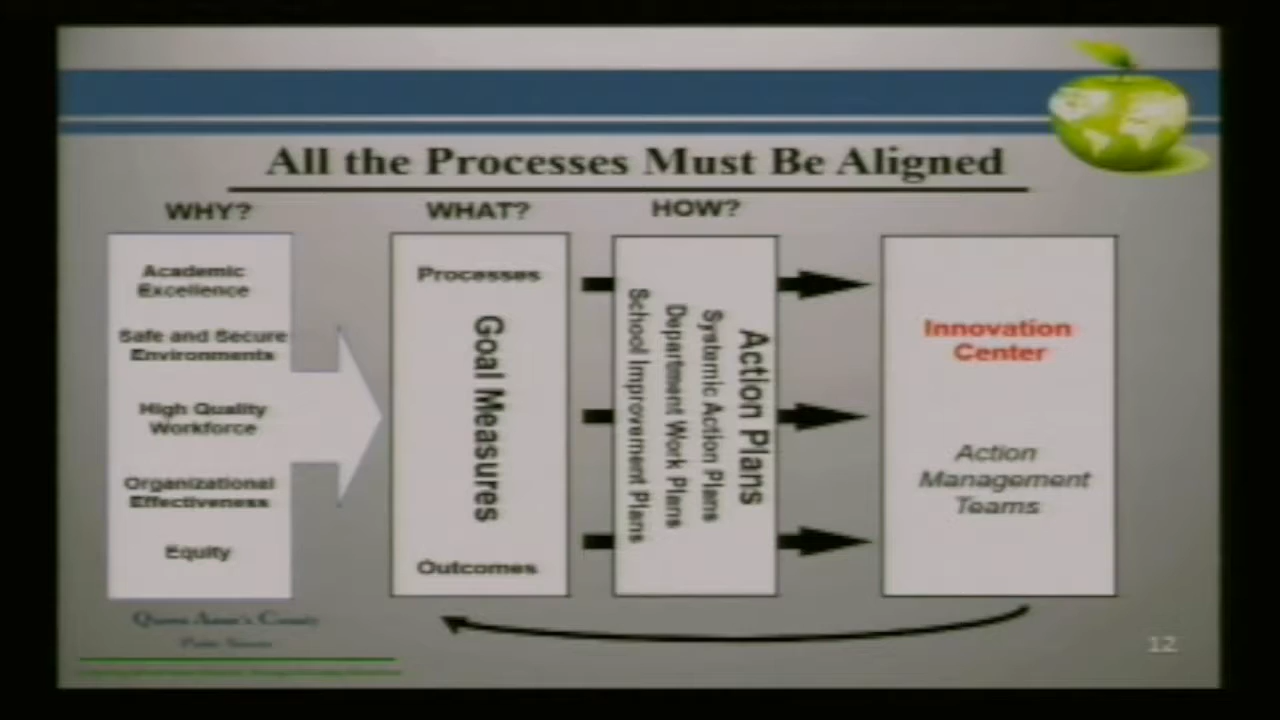 All the Processes Must Be Aligned
WHY?
WHAT?
HOW?
Academic
Excellence
Safe and Secure
Environments
High Quality
Workforce
Organizational
Effectiveness
Equity
Processes
Goal Measures
Outcomes
Action Plans
Systemic Action Plans
Department Work Plans
School Improvement Plans
Innovation
Center
Action
Management
Teams
Queen Anne's County
12